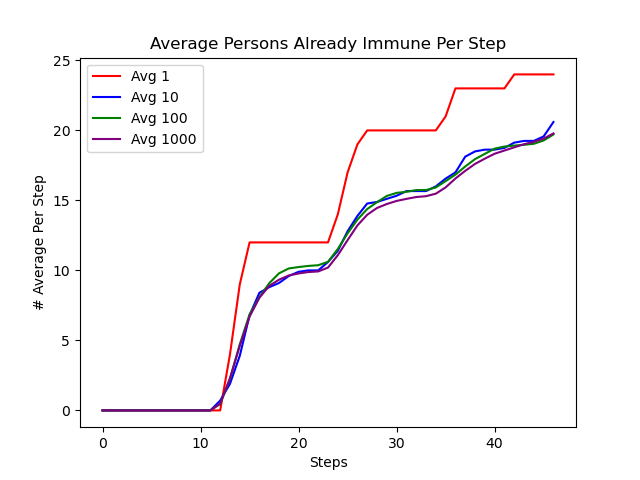 Average Persons Already Immune Per Step
25
20
15
10
5
0
# Average Per Step
Avg 1
Avg 10
Avg 100
Avg 1000
0 10 20 30 40
Steps